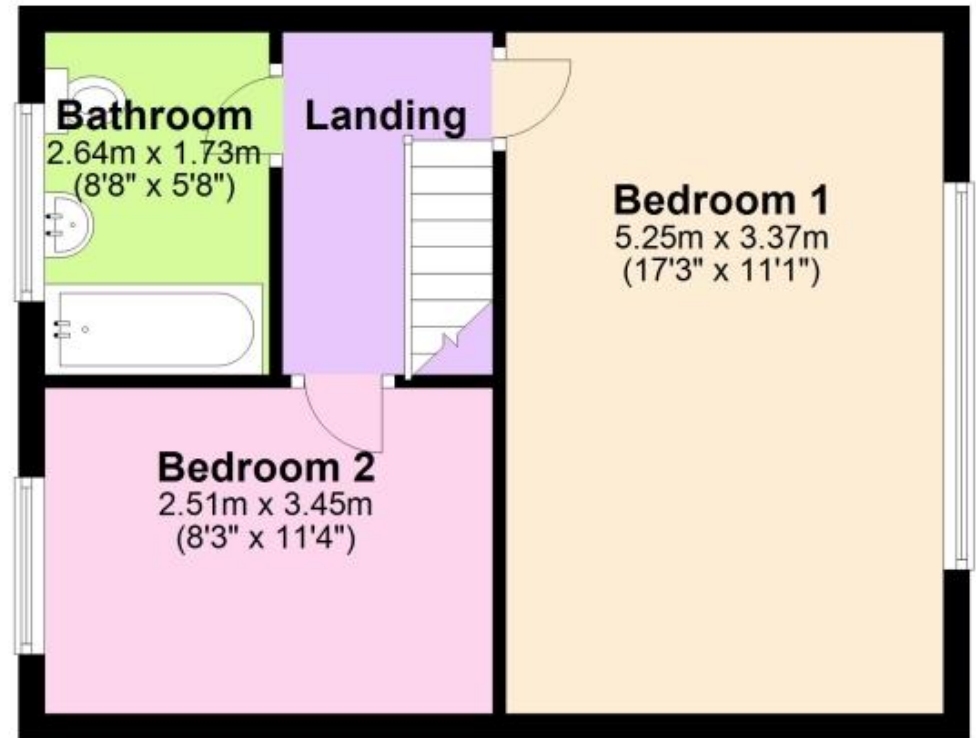 Bathroom
2.64m x 1.73m
(8'8" x 5'8")
Landing
Bedroom 1
5.25m x 3.37m
(17'3" x 11'1")
Bedroom 2
2.51m x 3.45m
(8'3" x 11'4")